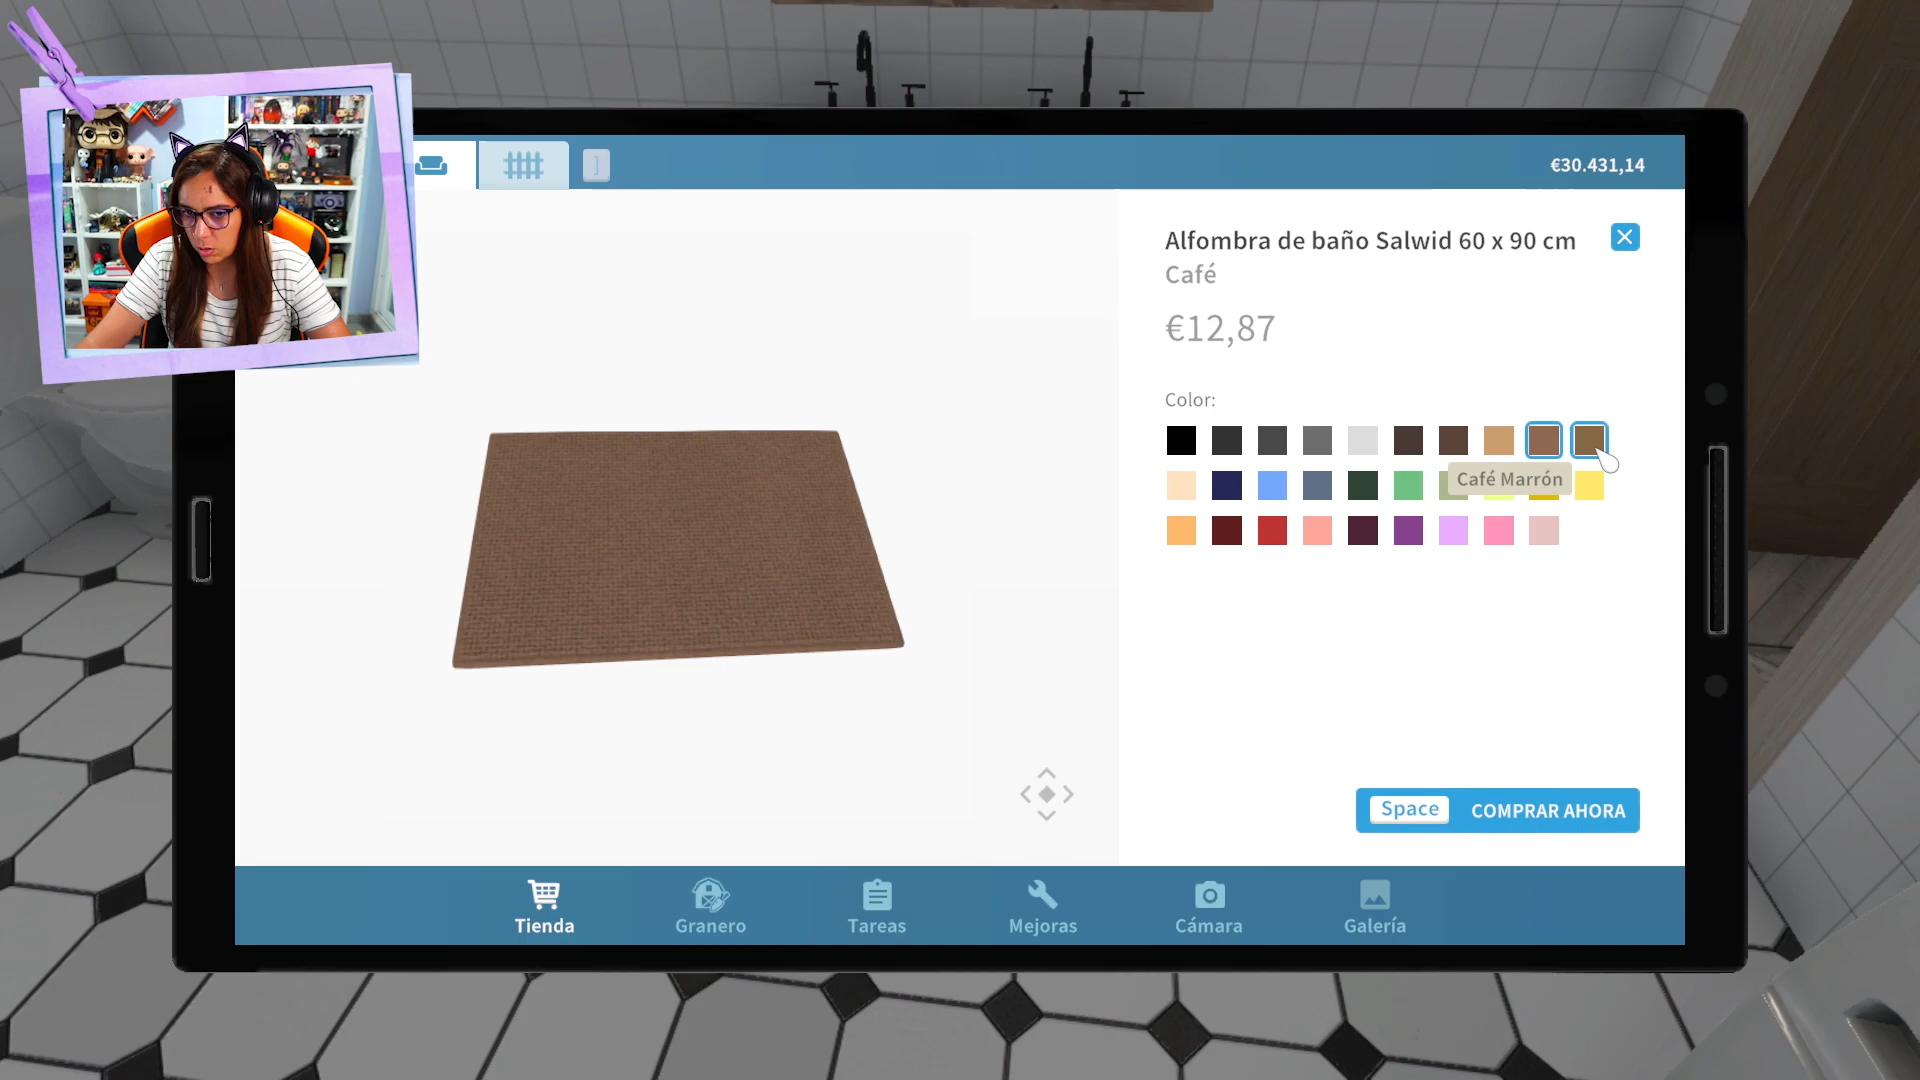 ]
€30.431,14
Alfombra de baño Salwid 60 x 90 cm
Café
€12,87
Color:
Café Marrón
Space COMPRAR AHORA
Tienda
Granero
Tareas
Mejoras
Cámara
Galería